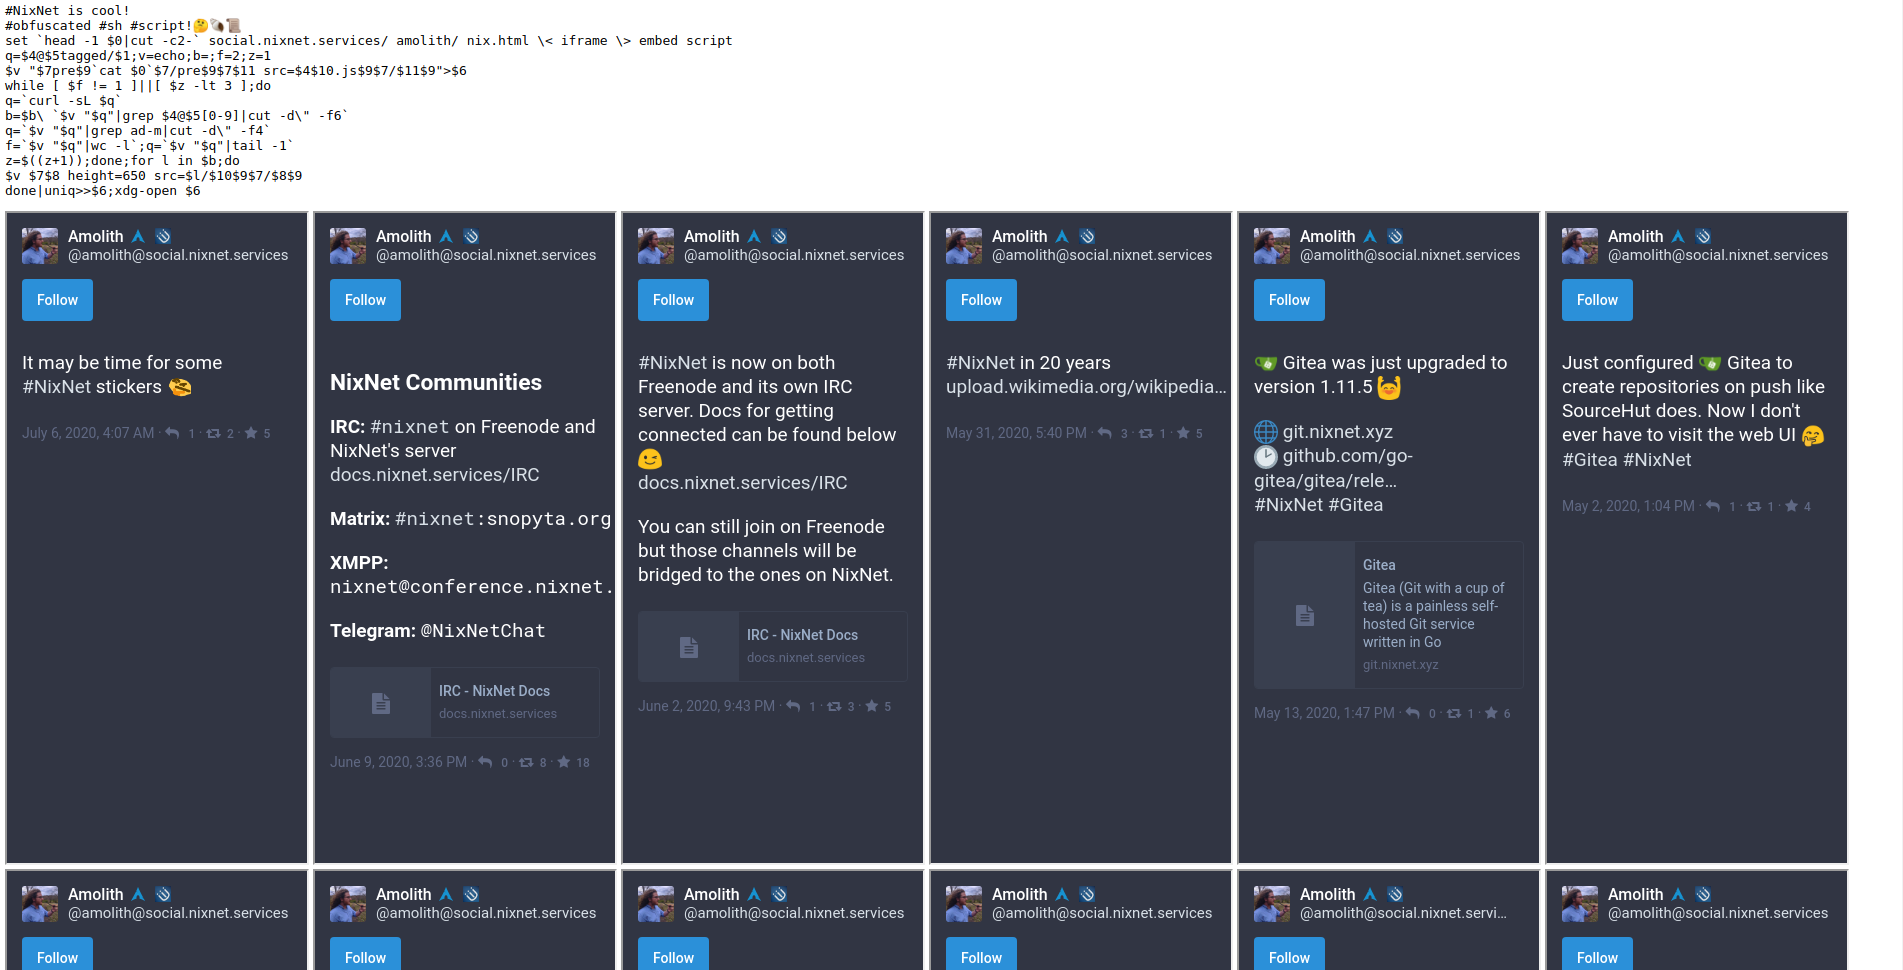 #NixNet is cool!
#obfuscated #sh #script!🤔🐚📜
set `head -1 $0|cut -c2-` social.nixnet.services/ amolith/ nix.html \< iframe \> embed script
q=$4@$5tagged/$1;v=echo;b=;f=2;z=1
$v "$7pre$9`cat $0`$7/pre$9$7$11 src=$4$10.js$9$7/$11$9">$6
while [ $f != 1 ]||[ $z -lt 3 ];do
q=`curl -sL $q`
b=$b\ `$v "$q"|grep $4@$5[0-9]|cut -d\" -f6`
q=`$v "$q"|grep ad-m|cut -d\" -f4`
f=`$v "$q"|wc -l`;q=`$v "$q"|tail -1`
z=$((z+1));done;for l in $b;do
$v $7$8 height=650 src=$l/$10$9$7/$8$9
done|uniq>>$6;xdg-open $6
Amolith
@amolith@social.nixnet.services
Follow
It may be time for some
#NixNet stickers
July 6, 2020, 4:07 AM · 1 · 2 · 5
Amolith
@amolith@social.nixnet.services
Follow
NixNet Communities
IRC: #nixnet on Freenode and
NixNet's server
docs.nixnet.services/IRC
Matrix: #nixnet:snopyta.org
XMPP:
nixnet@conference.nixnet.
Telegram: @NixNetChat
IRC - NixNet Docs
docs.nixnet.services
June 9, 2020, 3:36 PM · 0 · 8 · 18
Amolith
@amolith@social.nixnet.services
Follow
#NixNet is now on both
Freenode and its own IRC
server. Docs for getting
connected can be found below
😉
docs.nixnet.services/IRC
You can still join on Freenode
but those channels will be
bridged to the ones on NixNet.
IRC - NixNet Docs
docs.nixnet.services
June 2, 2020, 9:43 PM · 1 · 3 · 5
Amolith
@amolith@social.nixnet.services
Follow
#NixNet in 20 years
upload.wikimedia.org/wikipedia…
May 31, 2020, 5:40 PM · 3 · 1 · 5
Amolith
@amolith@social.nixnet.services
Follow
Gitea was just upgraded to
version 1.11.5
🌐 git.nixnet.xyz
🕒 github.com/go-
gitea/gitea/rele…
#NixNet #Gitea
Gitea
Gitea (Git with a cup of
tea) is a painless self-
hosted Git service
written in Go
git.nixnet.xyz
May 13, 2020, 1:47 PM · 0 · 1 · 6
Amolith
@amolith@social.nixnet.services
Follow
Just configured Gitea to
create repositories on push like
SourceHut does. Now I don't
ever have to visit the web UI 🤗
#Gitea #NixNet
May 2, 2020, 1:04 PM · 1 · 1 · 4
Amolith
@amolith@social.nixnet.services
Follow
Amolith
@amolith@social.nixnet.services
Follow
Amolith
@amolith@social.nixnet.services
Follow
Amolith
@amolith@social.nixnet.services
Follow
Amolith
@amolith@social.nixnet.servi…
Follow
Amolith
@amolith@social.nixnet.services
Follow